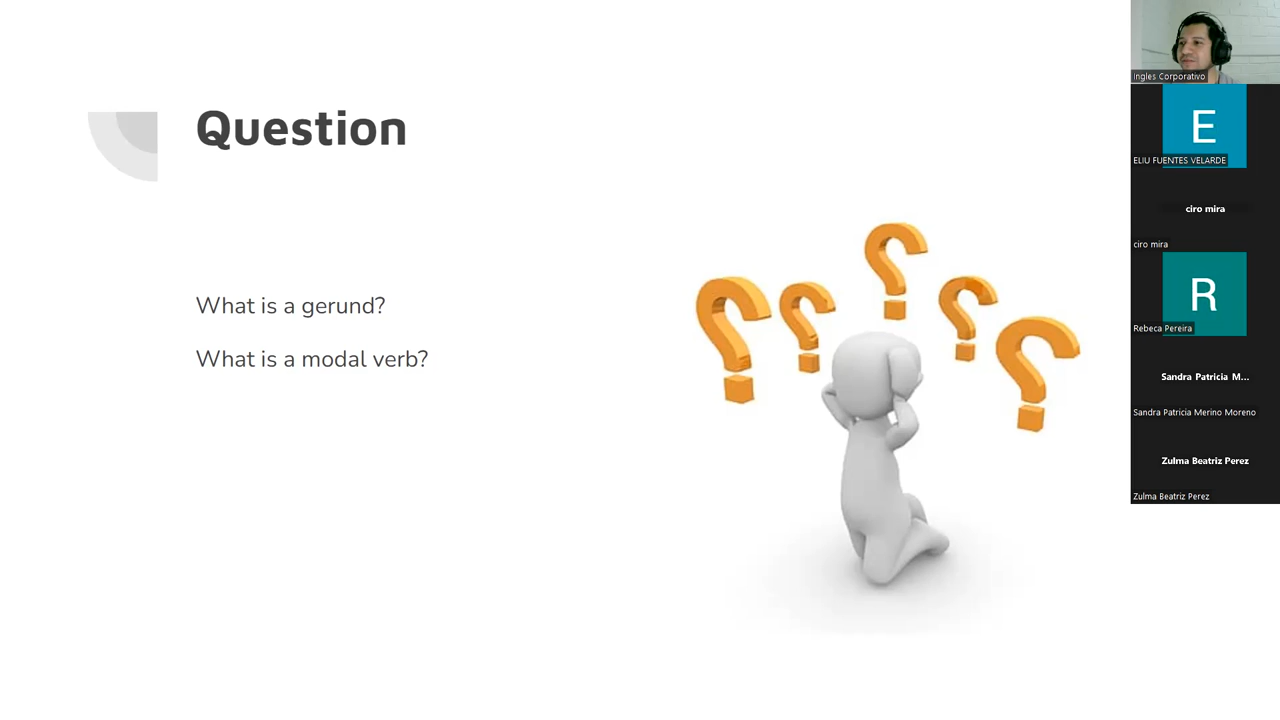 Question
What is a gerund?
What is a modal verb?
Ingles Corporativo
E
ELIU FUENTES VELARDE
ciro mira
ciro mira
R
Rebeca Pereira
Sandra Patricia M...
Sandra Patricia Merino Moreno
Zulma Beatriz Perez
Zulma Beatriz Perez